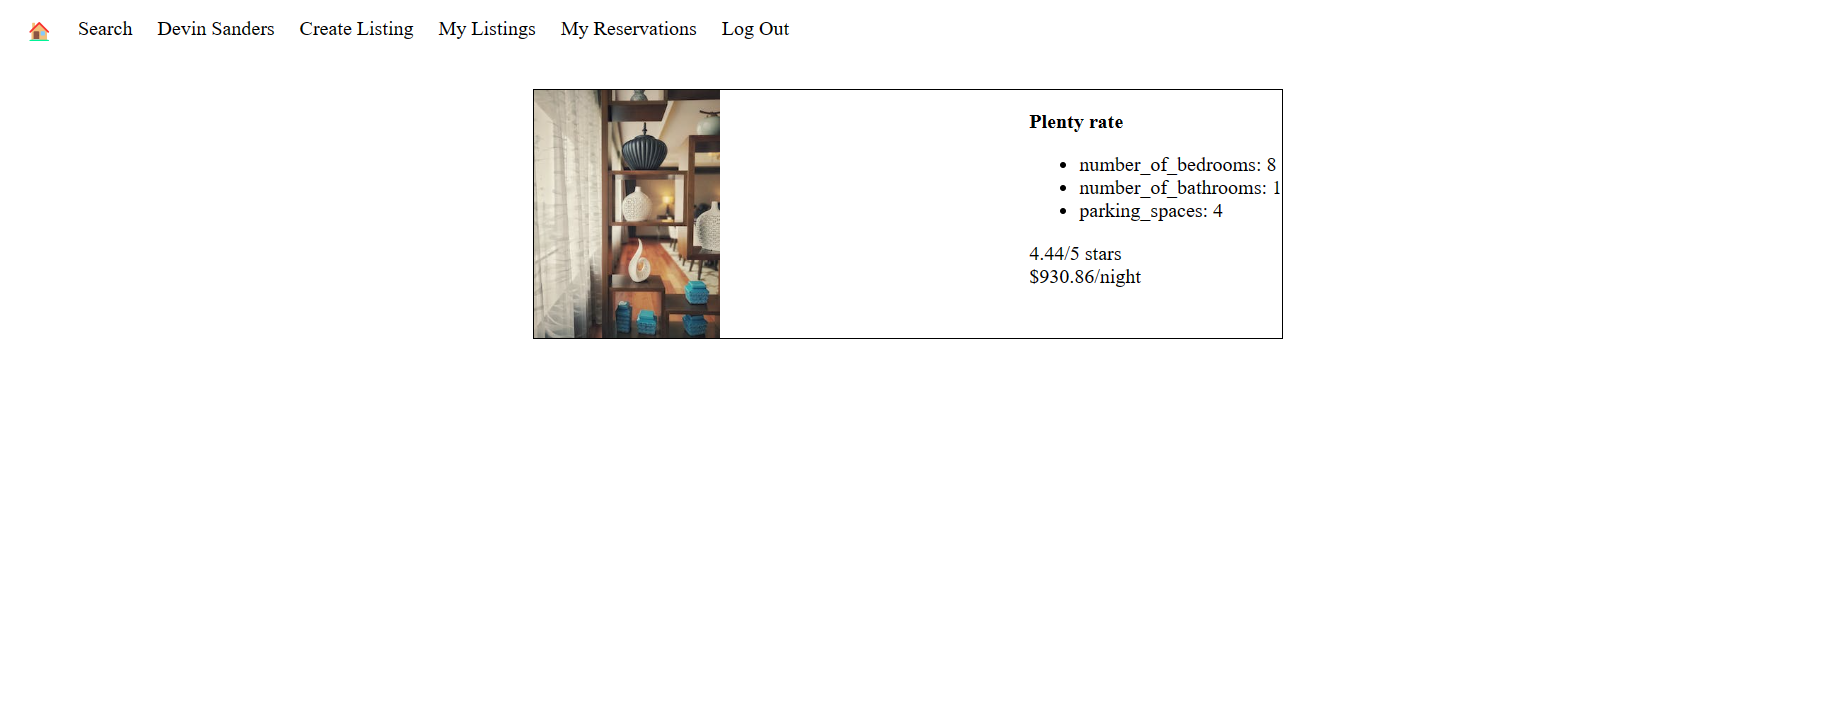 Search Devin Sanders Create Listing My Listings My Reservations Log Out
Plenty rate
number_of_bedrooms: 8
number_of_bathrooms: 1
parking_spaces: 4
4.44/5 stars
$930.86/night